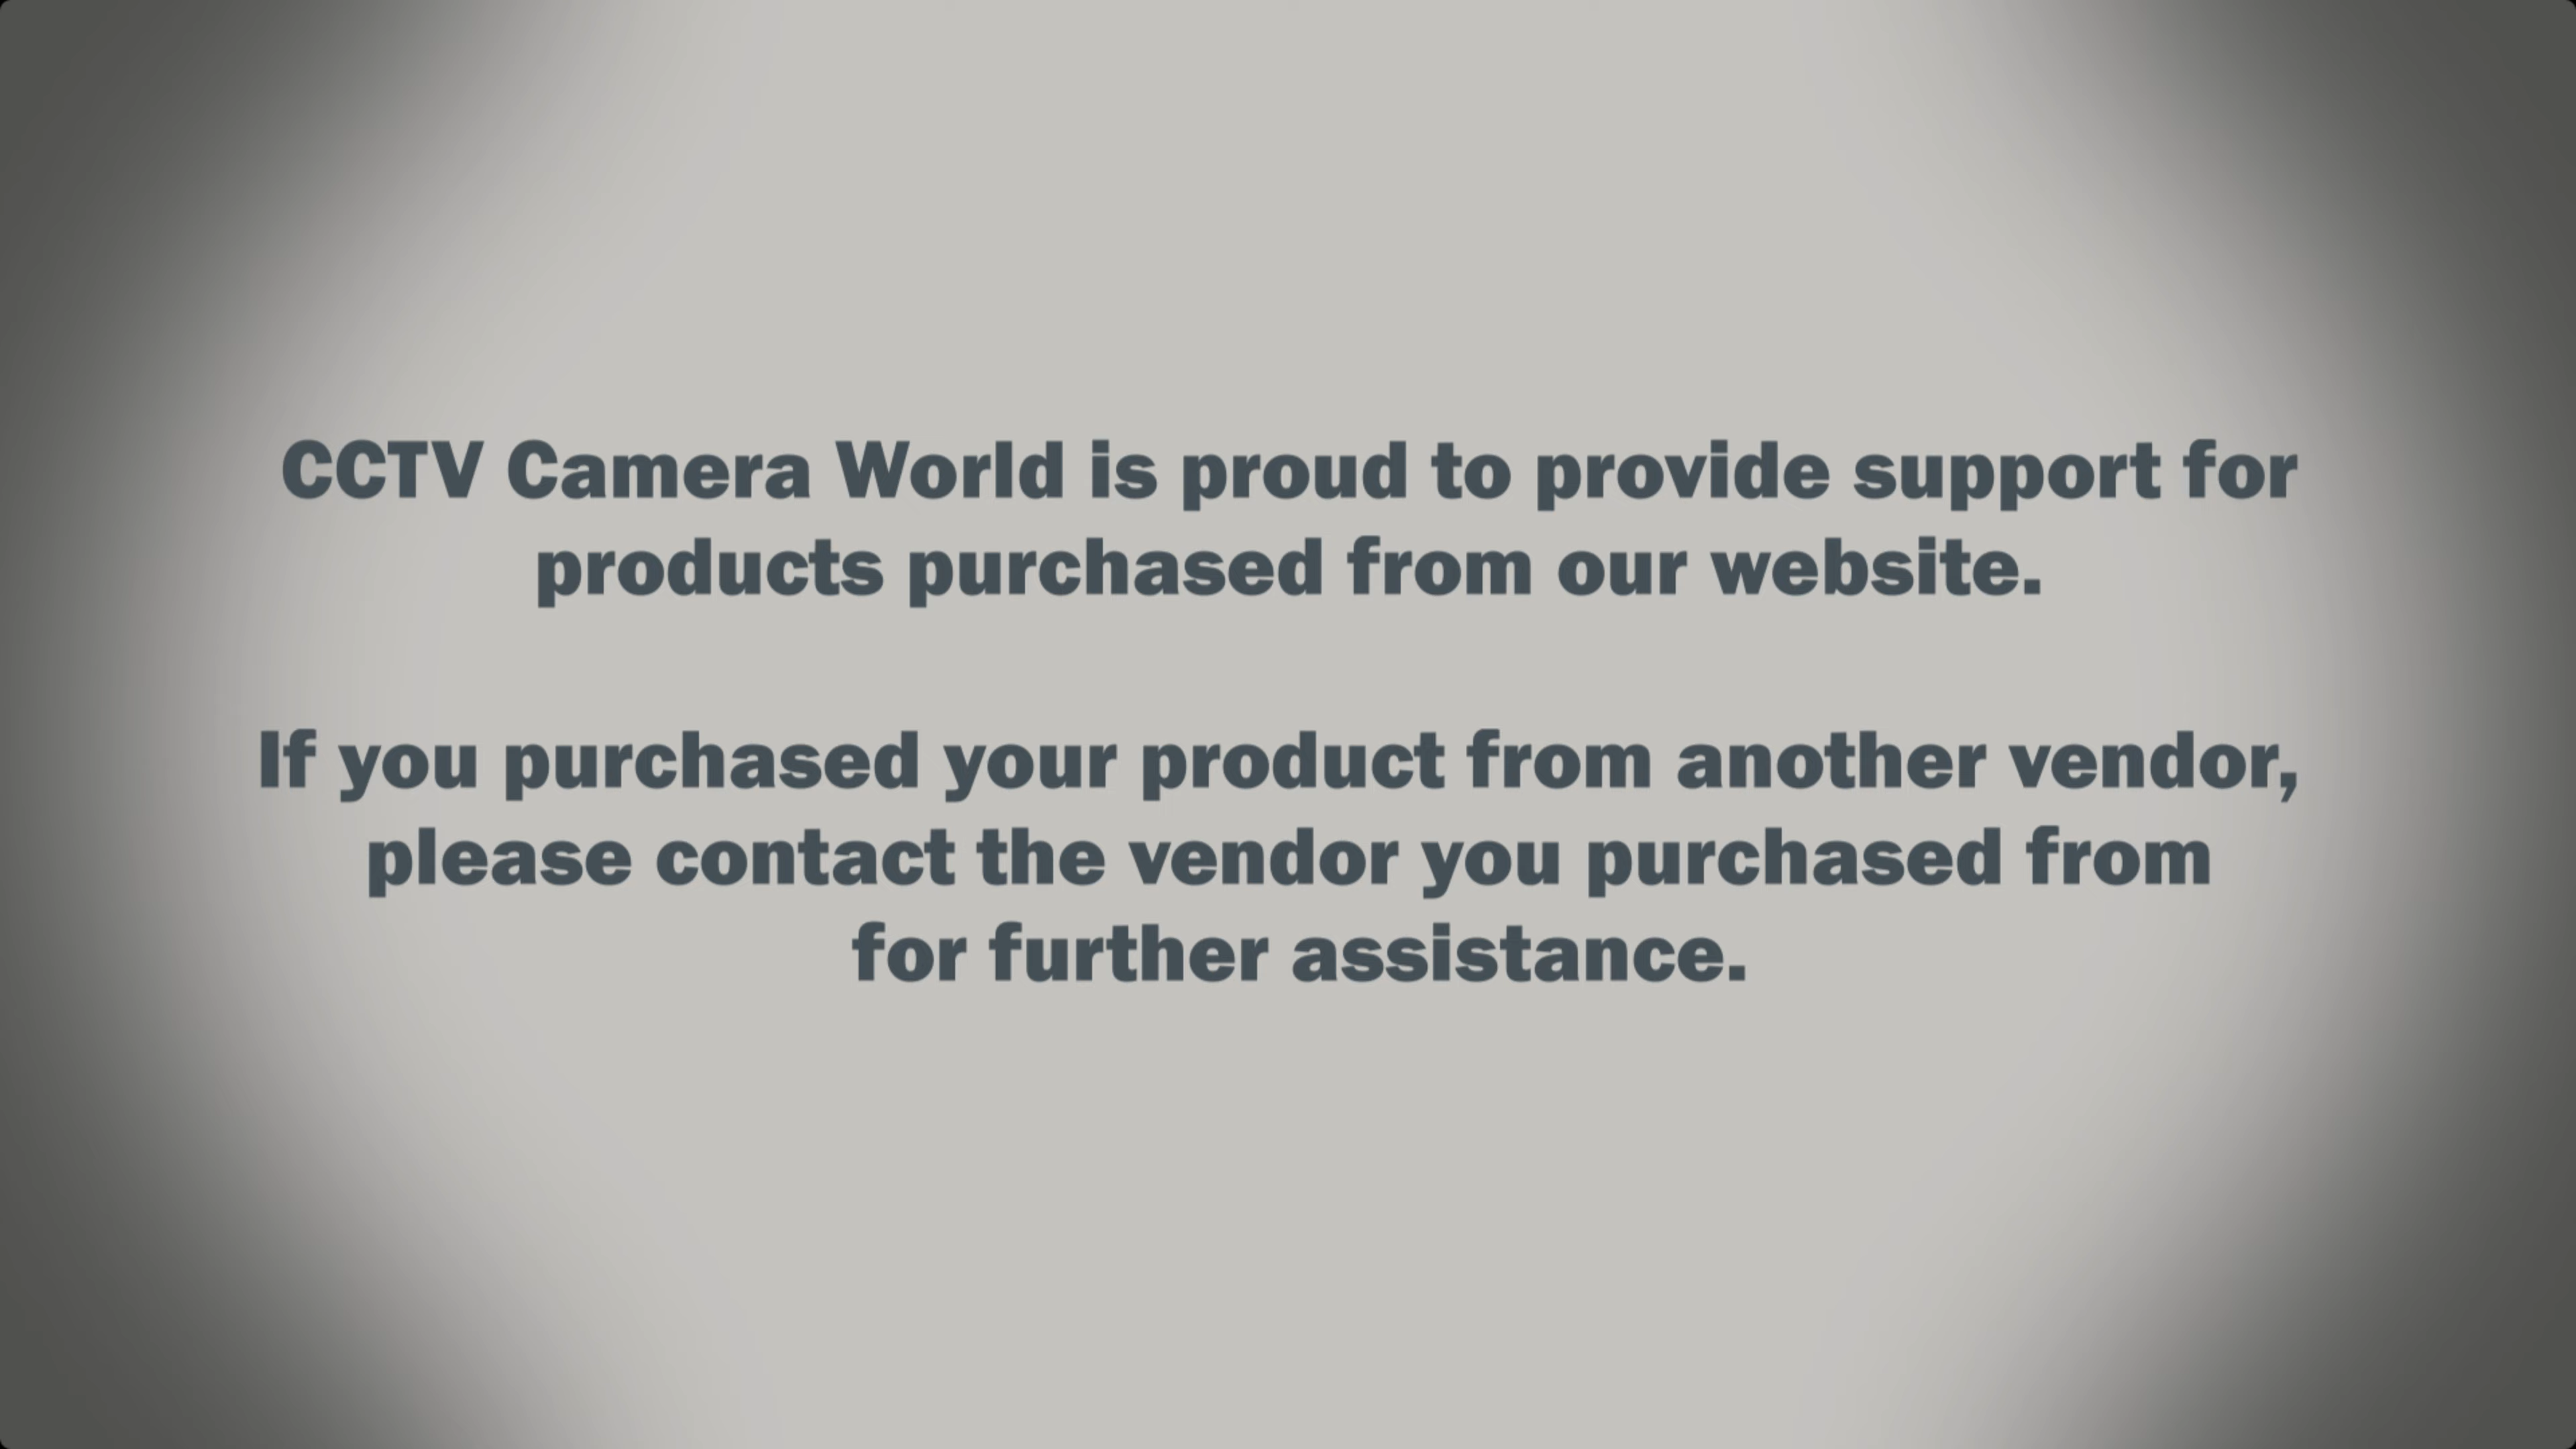 CCTV Camera World is proud to provide support for
products purchased from our website.
If you purchased your product from another vendor,
please contact the vendor you purchased from
for further assistance.